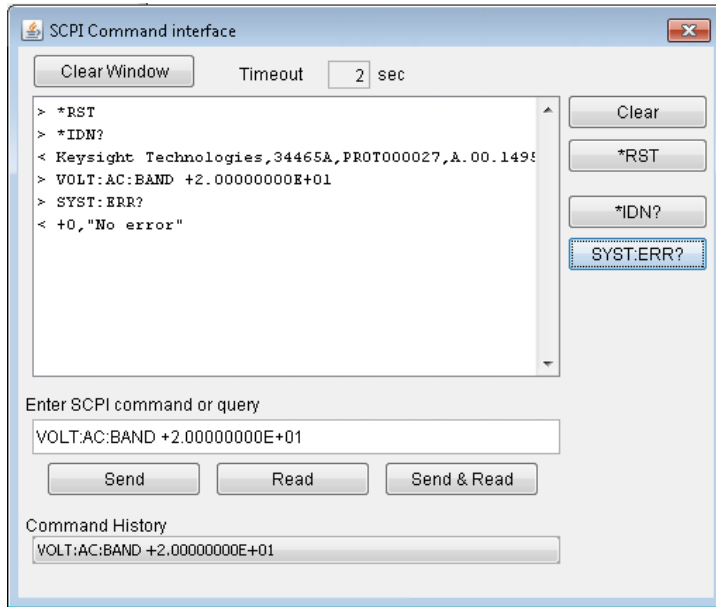 SCPI Command interface
Clear Window Timeout 2 sec
> *RST
> *IDN?
< Keysight Technologies,34465A,PROT000027,A.00.1495
> VOLT:AC:BAND +2.00000000E+01
> SYST:ERR?
< +0,"No error"
Clear
*RST
*IDN?
SYST:ERR?
Enter SCPI command or query
VOLT:AC:BAND +2.00000000E+01
Send Read Send & Read
Command History
VOLT:AC:BAND +2.00000000E+01